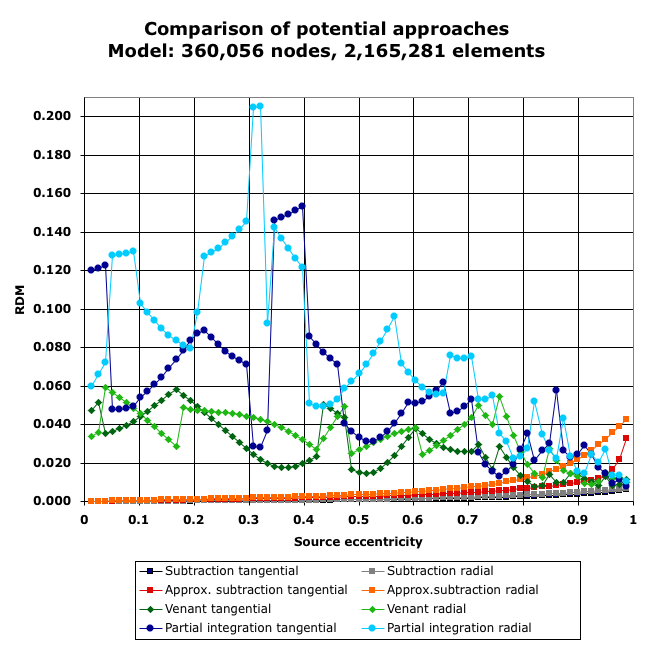 Comparison of potential approaches
Model: 360,056 nodes, 2,165,281 elements
0.200
0.180
0.160
0.140
0.120
0.100
0.080
0.060
0.040
0.020
0.000
RDM
0 0.1 0.2 0.3 0.4 0.5 0.6 0.7 0.8 0.9 1
Source eccentricity
Subtraction tangential Subtraction radial
Approx. subtraction tangential Approx.subtraction radial
Venant tangential Venant radial
Partial integration tangential Partial integration radial